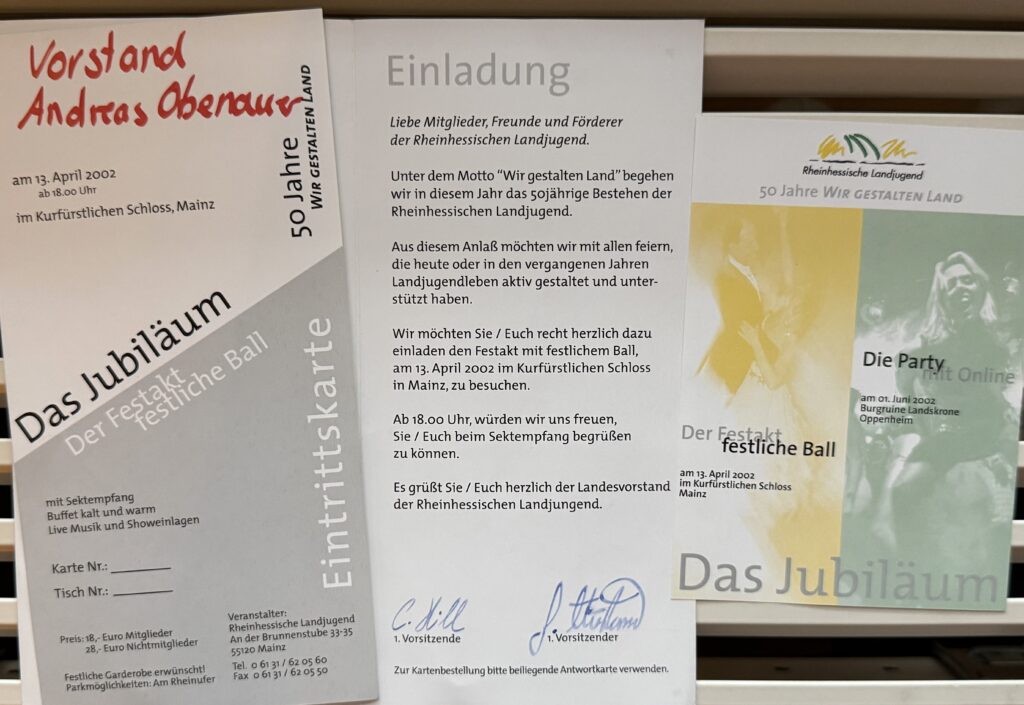 Vorstand
Andreas Obenauer
am 13. April 2002
ab 18.00 Uhr
im Kurfürstlichen Schloss, Mainz
50 Jahre
WIR GESTALTEN LAND
Das Jubiläum
Der Festakt
festliche Ball
Eintrittskarte
mit Sektempfang
Buffet kalt und warm
Live Musik und Showeinlagen
Karte Nr.:
Tisch Nr.:
Preis: 18,- Euro Mitglieder
28,- Euro Nichtmitglieder
Festliche Garderobe erwünscht!
Parkmöglichkeiten: Am Rheinufer
Veranstalter:
Rheinhessische Landjugend
An der Brunnenstube 33-35
55120 Mainz
Tel. 0 61 31 / 62 05 60
Fax 0 61 31 / 62 05 50
Einladung
Liebe Mitglieder, Freunde und Förderer
der Rheinhessischen Landjugend.
Unter dem Motto “Wir gestalten Land” begehen
wir in diesem Jahr das 50jährige Bestehen der
Rheinhessischen Landjugend.
Aus diesem Anlaß möchten wir mit allen feiern,
die heute oder in den vergangenen Jahren
Landjugendleben aktiv gestaltet und unter-
stützt haben.
Wir möchten Sie / Euch recht herzlich dazu
einladen den Festakt mit festlichem Ball,
am 13. April 2002 im Kurfürstlichen Schloss
in Mainz, zu besuchen.
Ab 18.00 Uhr, würden wir uns freuen,
Sie / Euch beim Sektempfang begrüßen
zu können.
Es grüßt Sie / Euch herzlich der Landesvorstand
der Rheinhessischen Landjungend.
C. Hill
1. Vorsitzende
1. Vorsitzender
Zur Kartenbestellung bitte beiliegende Antwortkarte verwenden.
Rheinhessische Landjugend
50 Jahre WIR GESTALTEN LAND
Die Party
mit Online
am 01. Juni 2002
Burgruine Landskrone
Oppenheim
Der Festakt
festliche Ball
am 13. April 2002
im Kurfürstlichen Schloss
Mainz
Das Jubiläum